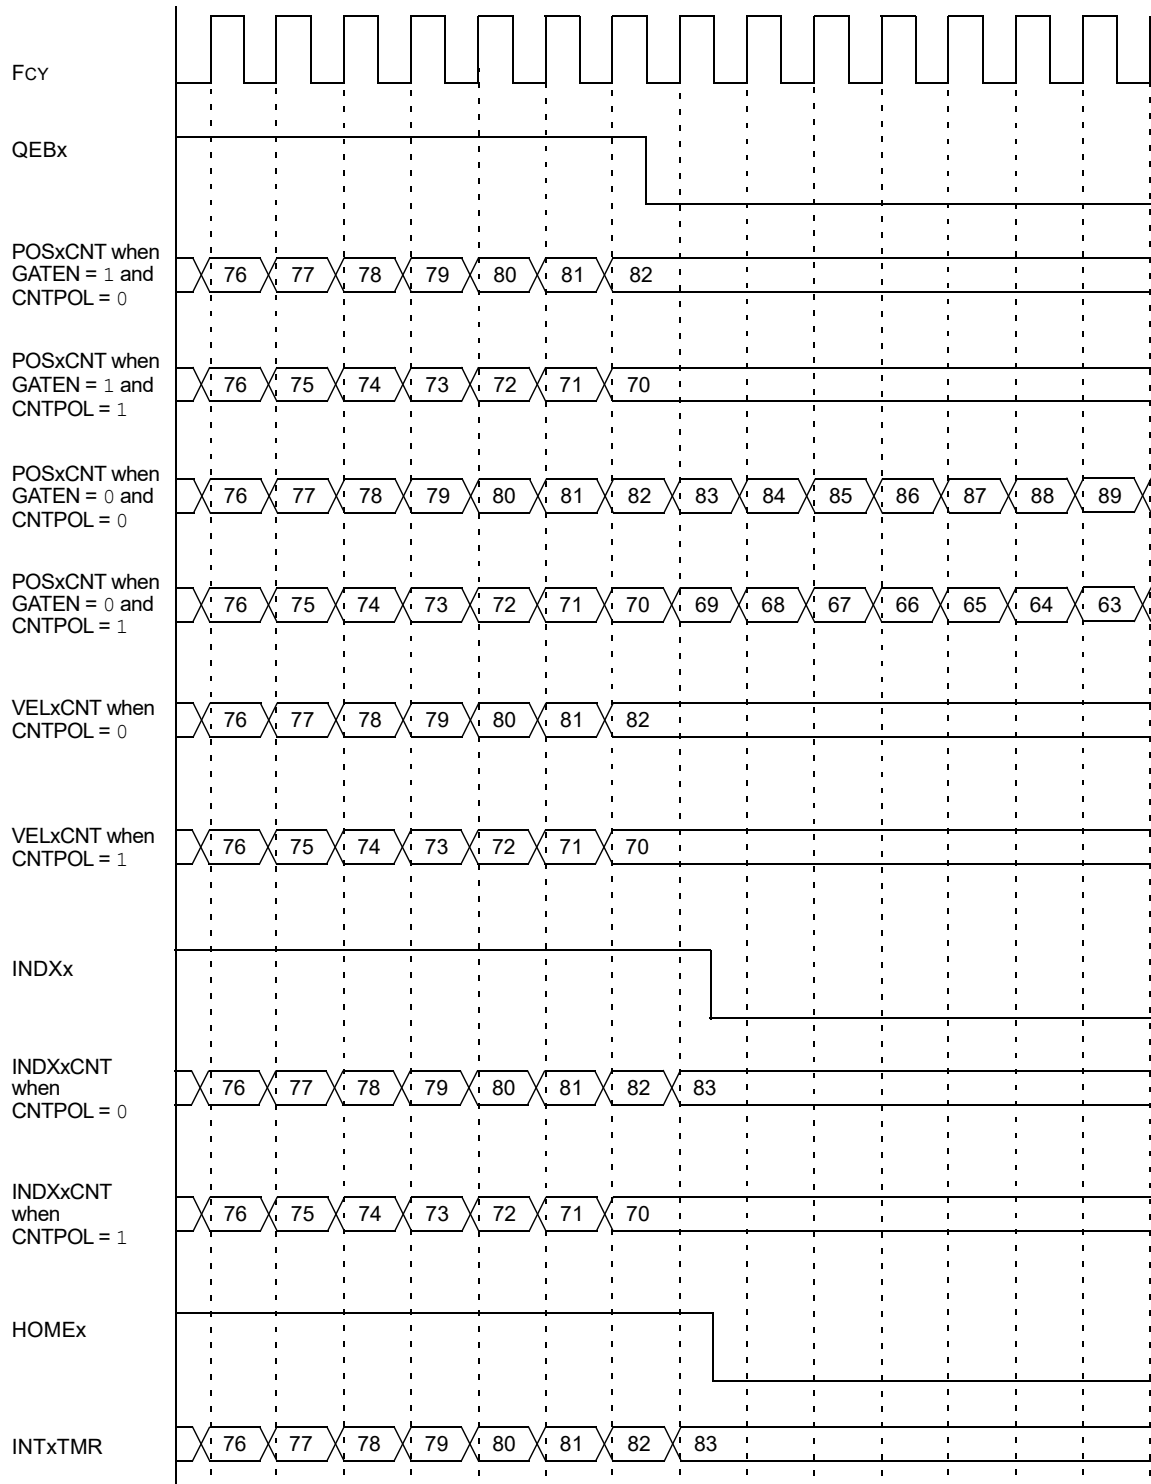 FCY
QEBx
POSxCNT when
GATEN = 1 and
CNTPOL = 0
76 77 78 79 80 81 82
POSxCNT when
GATEN = 1 and
CNTPOL = 1
76 75 74 73 72 71 70
POSxCNT when
GATEN = 0 and
CNTPOL = 0
76 77 78 79 80 81 82 83 84 85 86 87 88 89
POSxCNT when
GATEN = 0 and
CNTPOL = 1
76 75 74 73 72 71 70 69 68 67 66 65 64 63
VELxCNT when
CNTPOL = 0
76 77 78 79 80 81 82
VELxCNT when
CNTPOL = 1
76 75 74 73 72 71 70
INDXx
INDXxCNT
when
CNTPOL = 0
76 77 78 79 80 81 82 83
INDXxCNT
when
CNTPOL = 1
76 75 74 73 72 71 70
HOMEx
INTxTMR
76 77 78 79 80 81 82 83